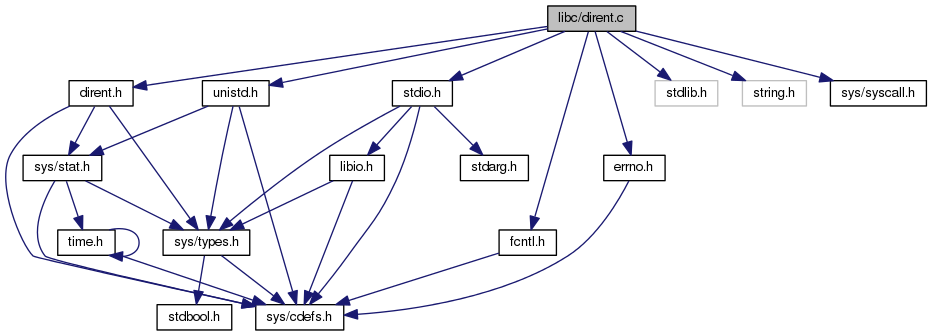 libc/dirent.c
dirent.h
unistd.h
stdio.h
stdlib.h
string.h
sys/syscall.h
sys/stat.h
libio.h
stdarg.h
errno.h
time.h
sys/types.h
fcntl.h
stdbool.h
sys/cdefs.h